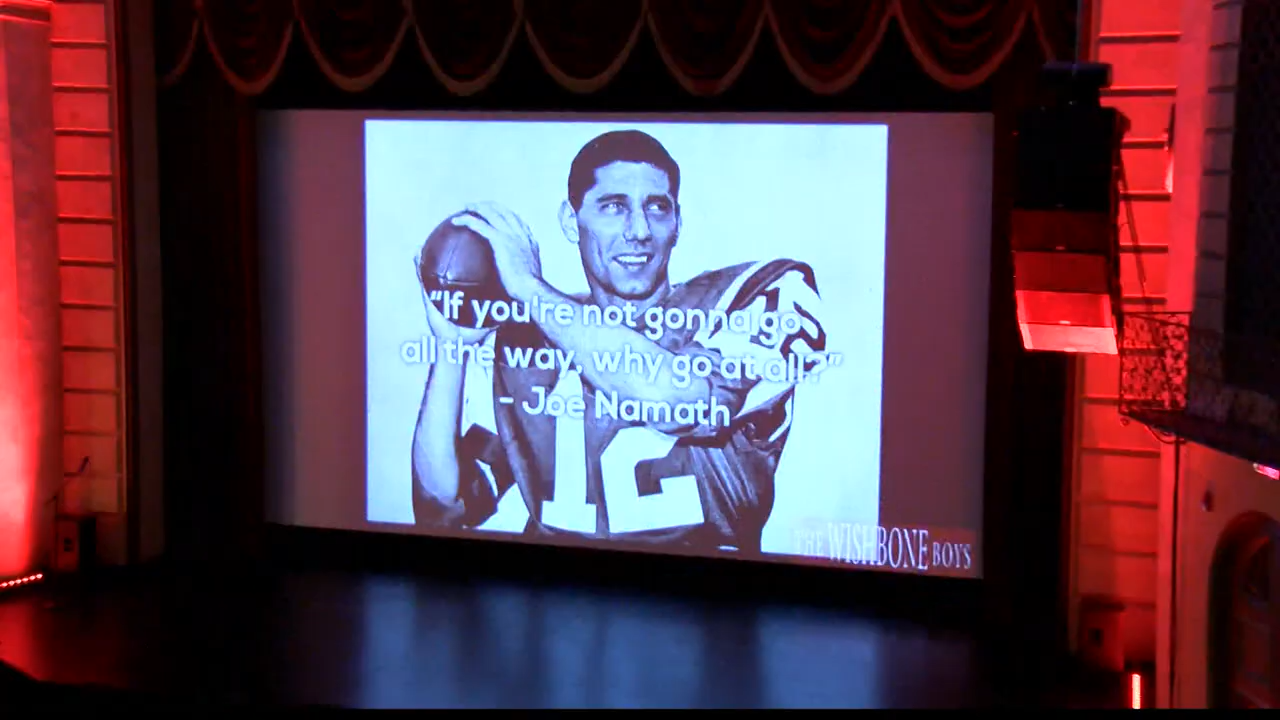 “If you're not gonna go
all the way, why go at all?”
- Joe Namath
12
THE WISHBONE BOYS